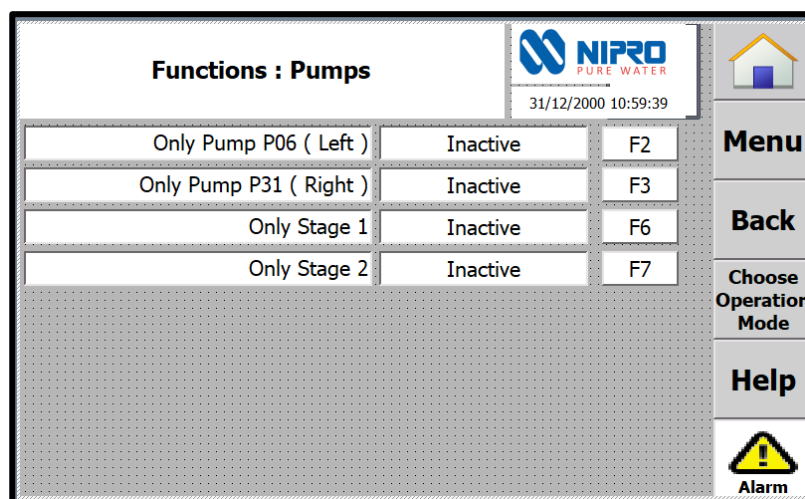 Functions : Pumps
NIPRO
PURE WATER
31/12/2000 10:59:39
Only Pump P06 ( Left ) Inactive F2
Only Pump P31 ( Right ) Inactive F3
Only Stage 1 Inactive F6
Only Stage 2 Inactive F7
Menu
Back
Choose
Operation
Mode
Help
Alarm